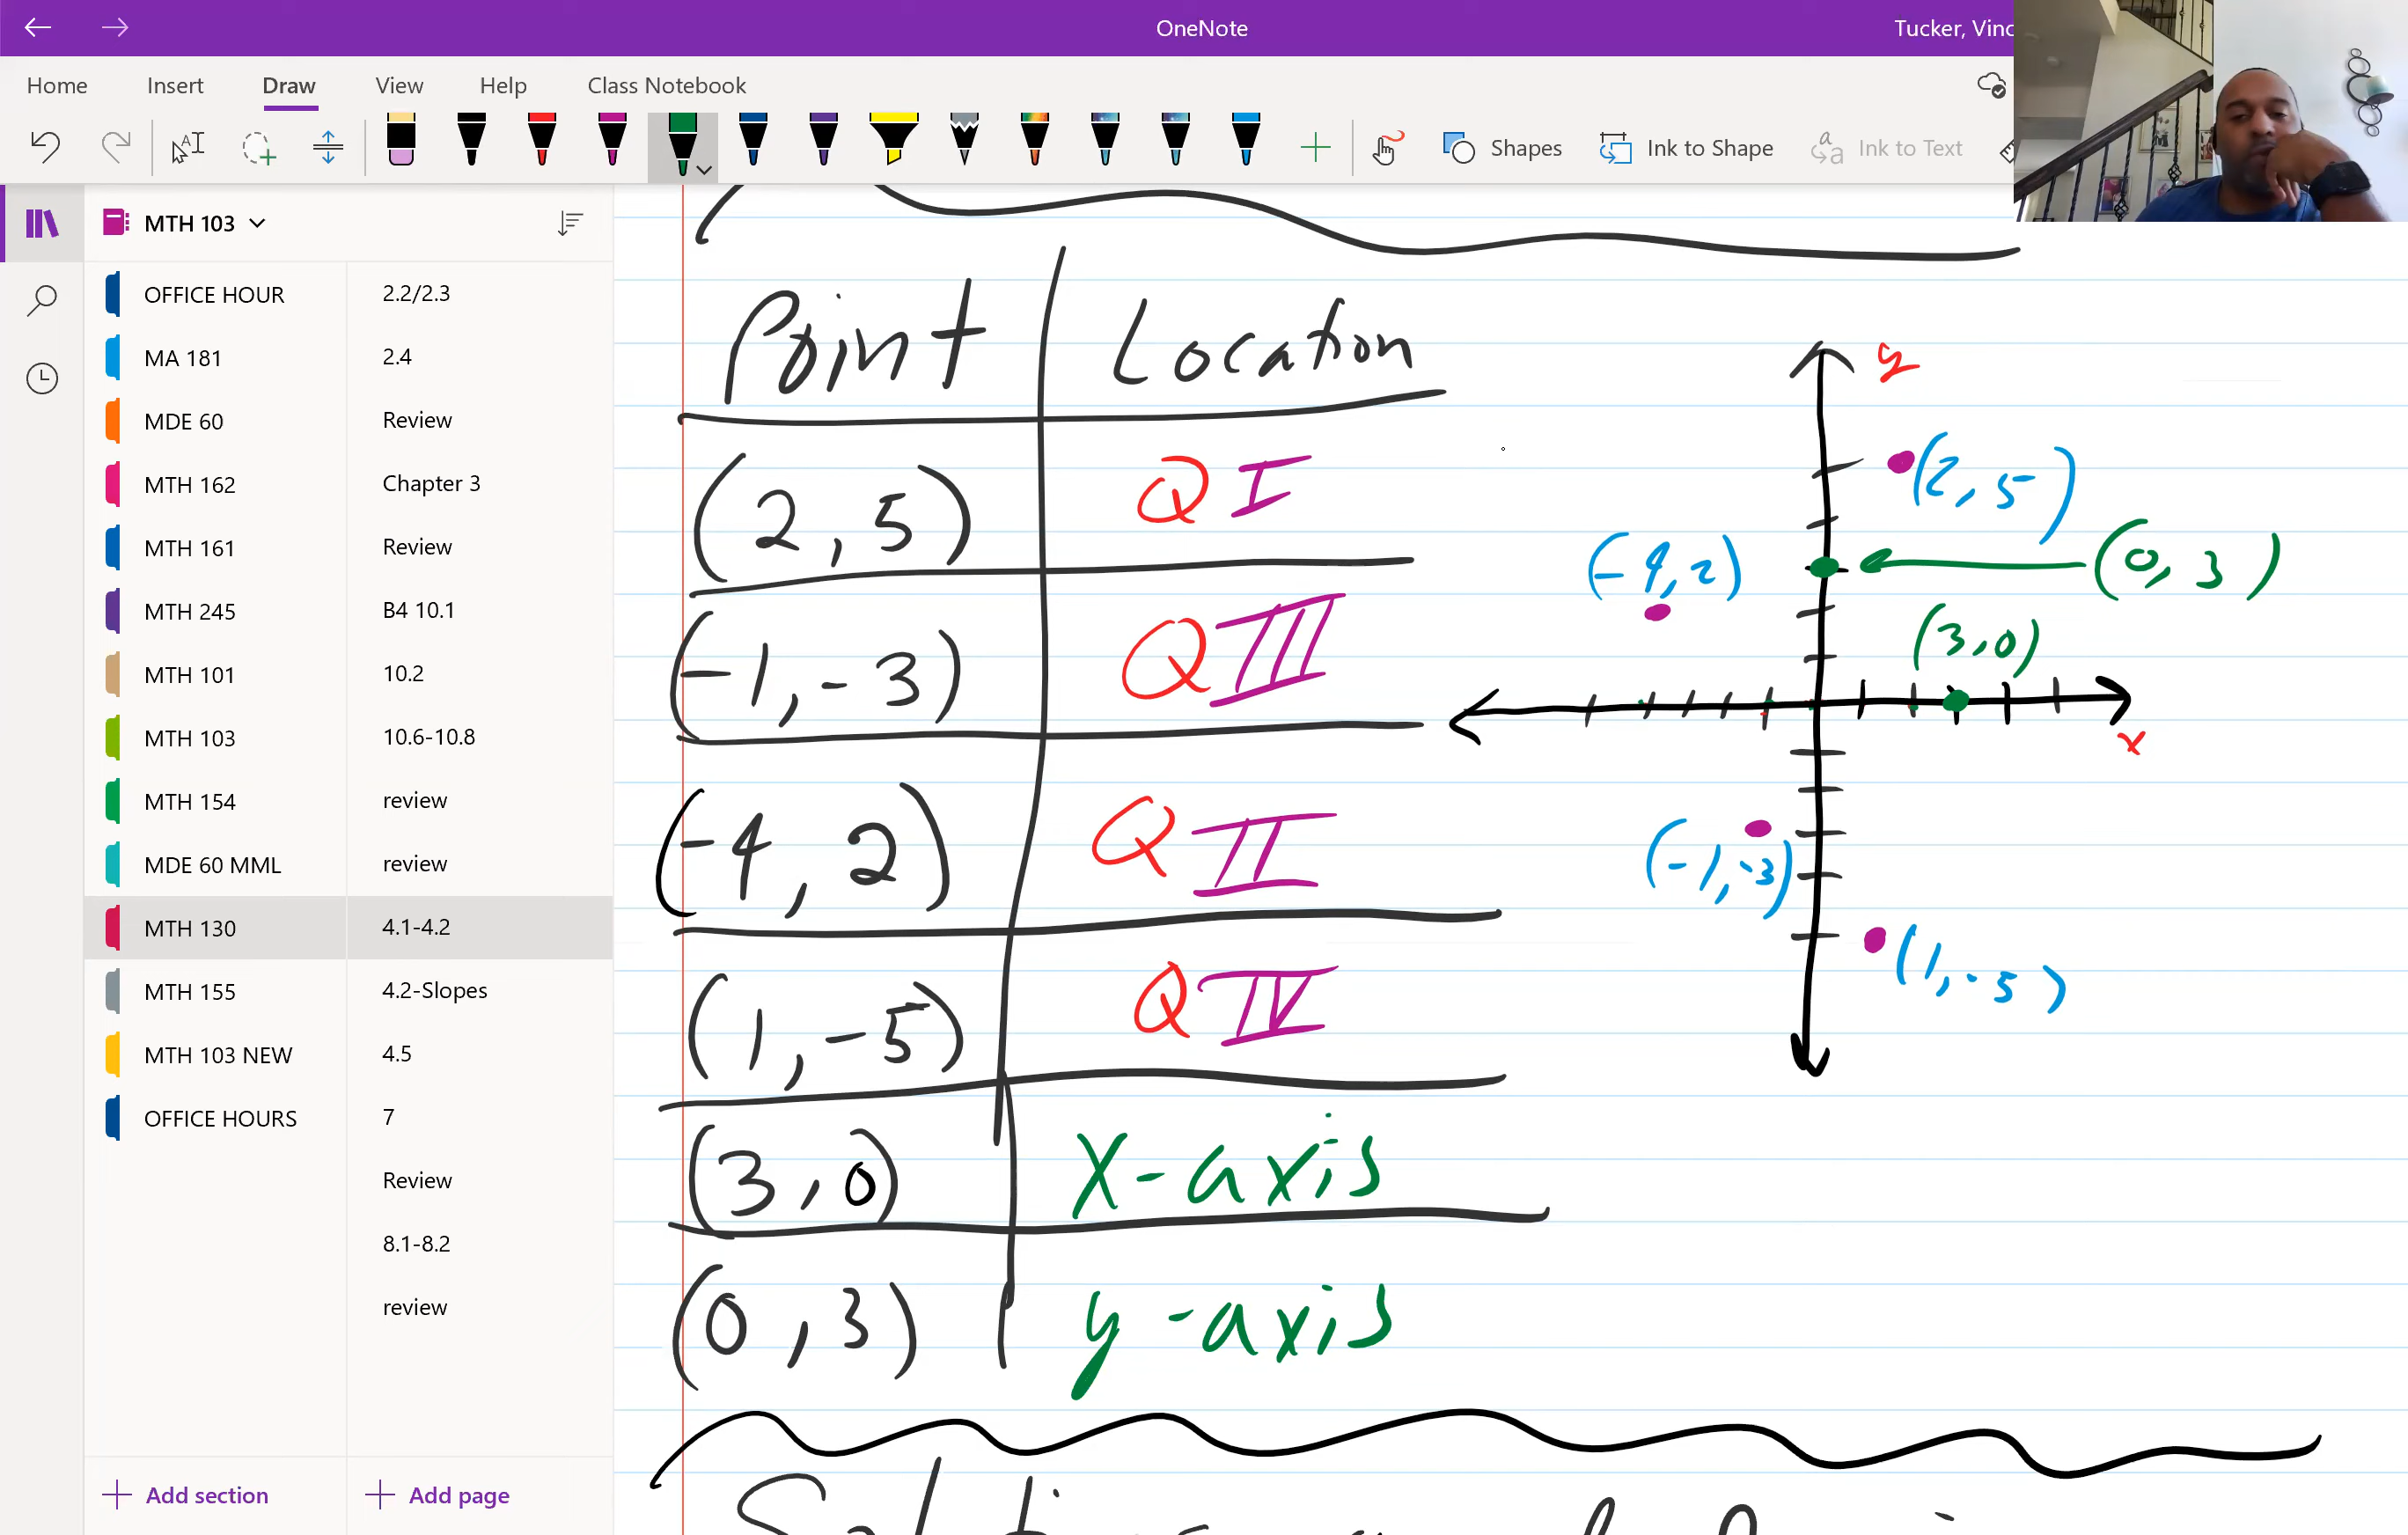 OneNote
Tucker, Vinc
Home Insert Draw View Help Class Notebook
Shapes Ink to Shape Ink to Text
MTH 103
OFFICE HOUR
MA 181
MDE 60
MTH 162
MTH 161
MTH 245
MTH 101
MTH 103
MTH 154
MDE 60 MML
MTH 130
MTH 155
MTH 103 NEW
OFFICE HOURS
Add section
2.2/2.3
2.4
Review
Chapter 3
Review
B4 10.1
10.2
10.6-10.8
review
review
4.1-4.2
4.2-Slopes
4.5
7
Review
8.1-8.2
review
Add page
Point Location
(2, 5) Q I
(-1, -3) Q III
(-4, 2) Q II
(1, -5) Q IV
(3, 0) X-axis
(0, 3) y-axis
y
(2, 5)
(-4, 2)
(0, 3)
(3, 0)
x
(-1, -3)
(1, -5)